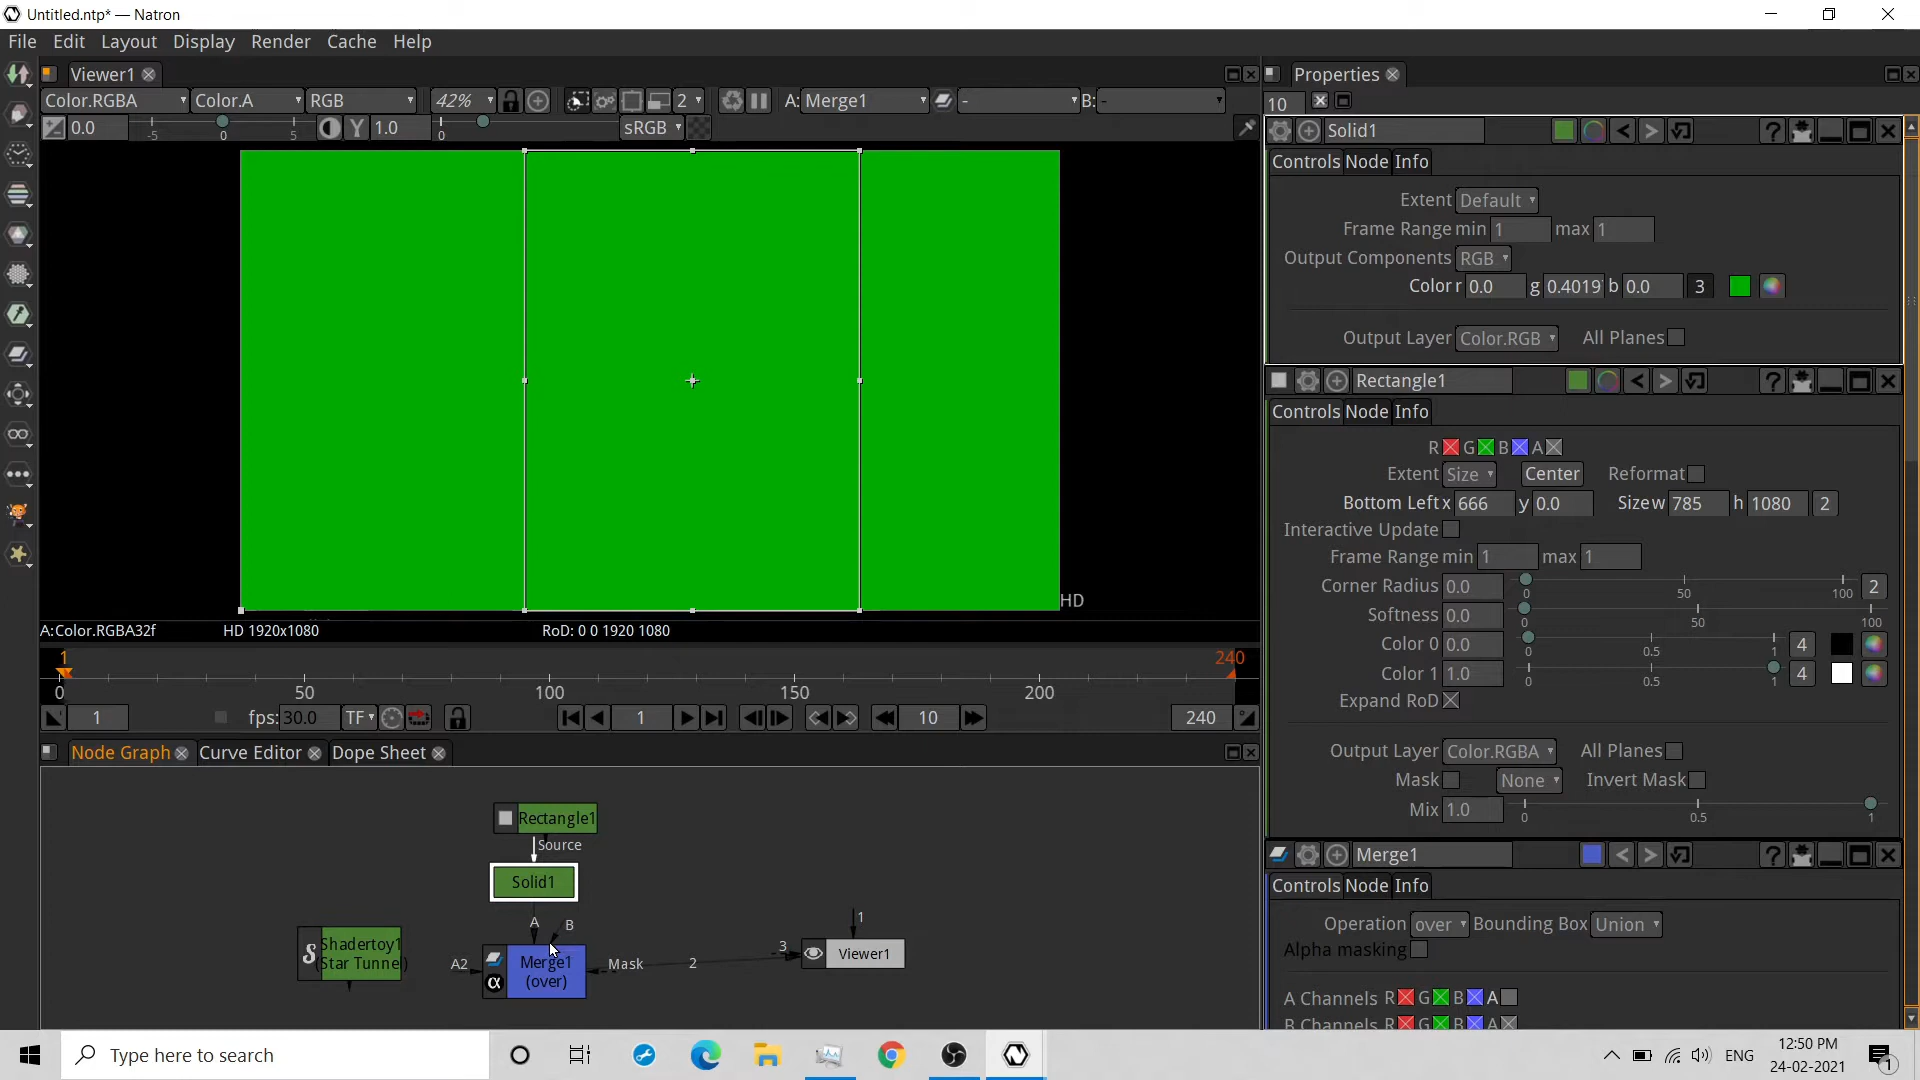 Untitled.ntp* — Natron
File Edit Layout Display Render Cache Help
Viewer1
Properties
Color.RGBA Color.A RGB 42% 2 A: Merge1 - B: -
10
0.0 -5 0 5 Y 1.0 0 sRGB
Solid1 ?
Controls Node Info
Extent Default
Frame Range min 1 max 1
Output Components RGB
Color r 0.0 g 0.4019 b 0.0 3
Output Layer Color.RGB All Planes
Rectangle1 ?
Controls Node Info
R G B A
Extent Size Center Reformat
Bottom Left x 666 y 0.0 Size w 785 h 1080 2
Interactive Update
Frame Range min 1 max 1
Corner Radius 0.0 0 50 100 2
Softness 0.0 0 50 100
Color 0 0.0 0 0.5 1 4
Color 1 1.0 0 0.5 1 4
Expand RoD
Output Layer Color.RGBA All Planes
Mask None Invert Mask
Mix 1.0 0 0.5 1
Merge1 ?
Controls Node Info
Operation over Bounding Box Union
Alpha masking
A Channels R G B A
B Channels R G B A
HD
A:Color.RGBA32f HD 1920x1080 RoD: 0 0 1920 1080
1 240
0 50 100 150 200
1 fps: 30.0 TF 1 10 240
Node Graph Curve Editor Dope Sheet
Rectangle1
Source
Solid1
A B
Shadertoy1
(Star Tunnel)
A2 Merge1
(over)
Mask 2 3 1
Viewer1
Type here to search
ENG
12:50 PM
24-02-2021
1